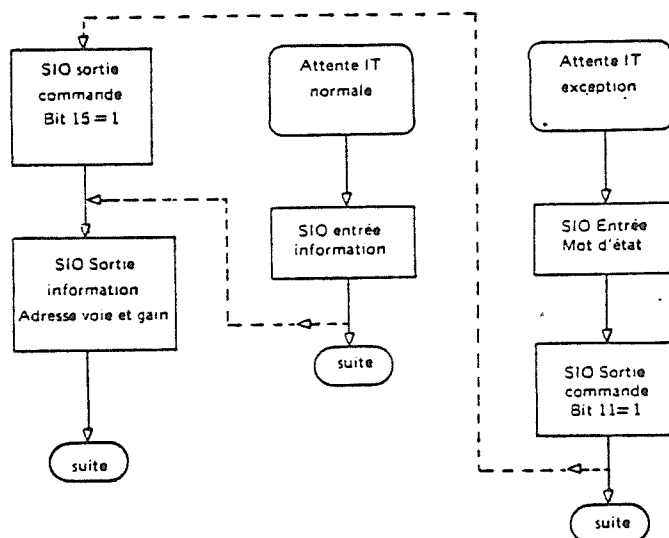 SIO sortie
commande
Bit 15=1
SIO Sortie
information
Adresse voie et gain
suite
Attente IT
normale
SIO entrée
information
suite
Attente IT
exception
SIO Entrée
Mot d'état
SIO Sortie
commande
Bit 11=1
suite